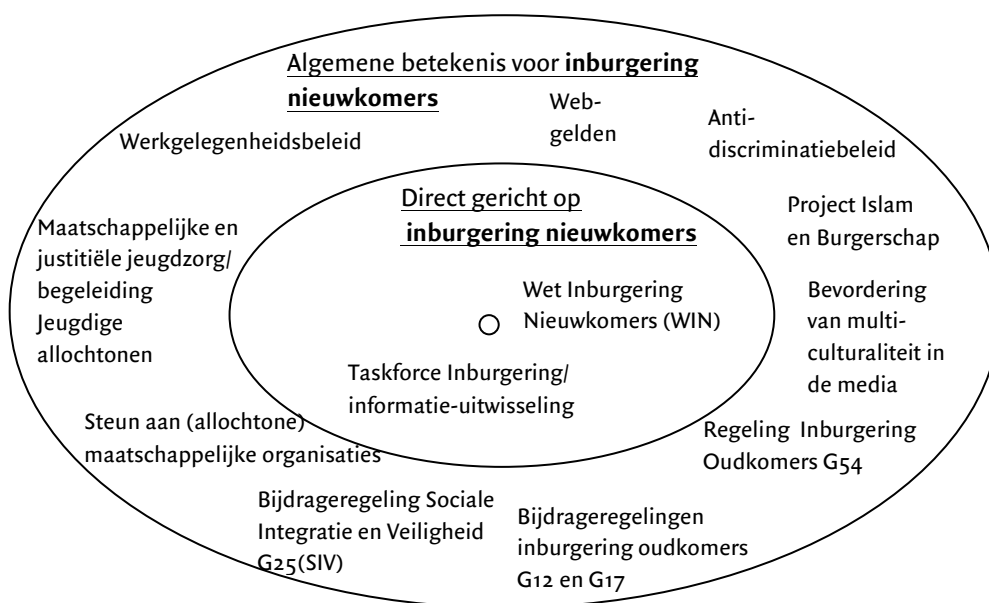 Algemene betekenis voor inburgering
nieuwkomers
Web-
gelden
Anti-
discriminatiebeleid
Werkgelegenheidsbeleid
Direct gericht op
inburgering nieuwkomers
Project Islam
en Burgerschap
Maatschappelijke en
justitiële jeugdzorg/
begeleiding
Jeugdige
allochtonen
Wet Inburgering
Nieuwkomers (WIN)
Bevordering
van multi-
culturaliteit in
de media
Taskforce Inburgering/
informatie-uitwisseling
Steun aan (allochtone)
maatschappelijke organisaties
Regeling Inburgering
Oudkomers G54
Bijdrageregeling Sociale
Integratie en Veiligheid
G25(SIV)
Bijdrageregelingen
inburgering oudkomers
G12 en G17